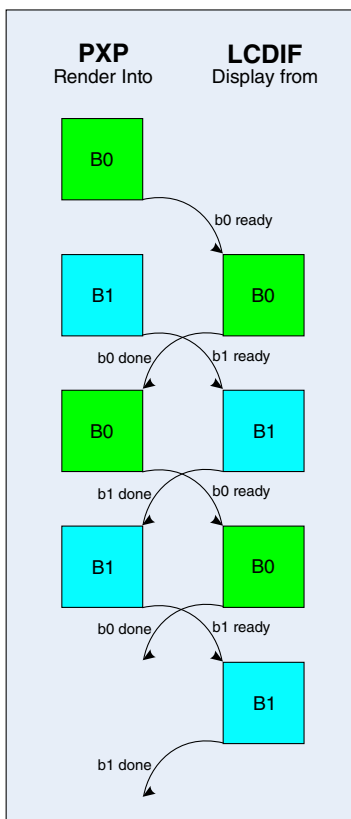 PXP LCDIF
Render Into Display from
B0
b0 ready
B1 B0
b0 done b1 ready
B0 B1
b1 done b0 ready
B1 B0
b0 done b1 ready
B1
b1 done